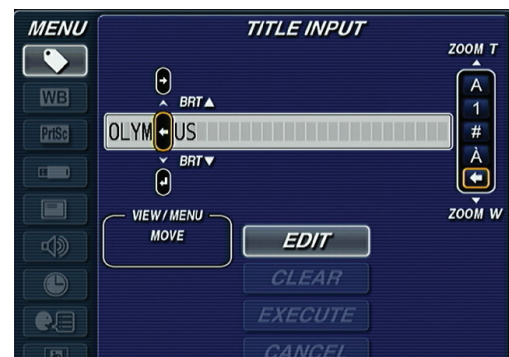 MENU
TITLE INPUT
ZOOM T
WB
BRT▲
A
1
PrtSc
OLYM US
#
À
BRT▼
ZOOM W
VIEW / MENU
MOVE
EDIT
CLEAR
EXECUTE
CANCEL